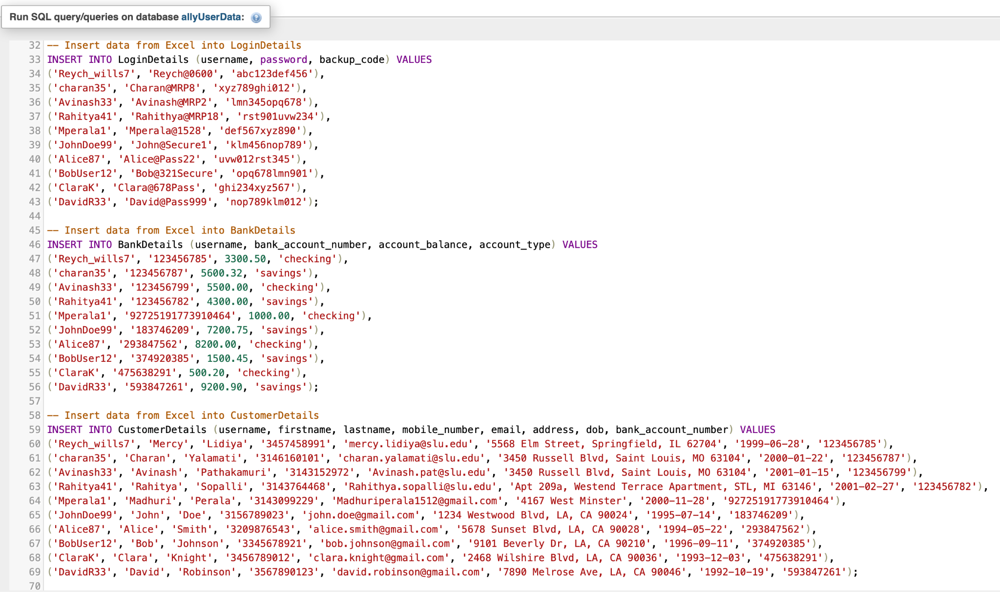 Run SQL query/queries on database allyUserData:
32 -- Insert data from Excel into LoginDetails
33 INSERT INTO LoginDetails (username, password, backup_code) VALUES
34 ('Reych_wills7', 'Reych@0600', 'abc123def456'),
35 ('charan35', 'Charan@MRP8', 'xyz789ghi012'),
36 ('Avinash33', 'Avinash@MRP2', 'lmn345opq678'),
37 ('Rahitya41', 'Rahithya@MRP18', 'rst901uvw234'),
38 ('Mperala1', 'Mperala@1528', 'def567xyz890'),
39 ('JohnDoe99', 'John@Secure1', 'klm456nop789'),
40 ('Alice87', 'Alice@Pass22', 'uvw012rst345'),
41 ('BobUser12', 'Bob@321Secure', 'opq678lmn901'),
42 ('ClaraK', 'Clara@678Pass', 'ghi234xyz567'),
43 ('DavidR33', 'David@Pass999', 'nop789klm012');
44
45 -- Insert data from Excel into BankDetails
46 INSERT INTO BankDetails (username, bank_account_number, account_balance, account_type) VALUES
47 ('Reych_wills7', '123456785', 3300.50, 'checking'),
48 ('charan35', '123456787', 5600.32, 'savings'),
49 ('Avinash33', '123456799', 5500.00, 'checking'),
50 ('Rahitya41', '123456782', 4300.00, 'savings'),
51 ('Mperala1', '92725191773910464', 1000.00, 'checking'),
52 ('JohnDoe99', '183746209', 7200.75, 'savings'),
53 ('Alice87', '293847562', 8200.00, 'checking'),
54 ('BobUser12', '374920385', 1500.45, 'savings'),
55 ('ClaraK', '475638291', 500.20, 'checking'),
56 ('DavidR33', '593847261', 9200.90, 'savings');
57
58 -- Insert data from Excel into CustomerDetails
59 INSERT INTO CustomerDetails (username, firstname, lastname, mobile_number, email, address, dob, bank_account_number) VALUES
60 ('Reych_wills7', 'Mercy', 'Lidiya', '3457458991', 'mercy.lidiya@slu.edu', '5568 Elm Street, Springfield, IL 62704', '1999-06-28', '123456785'),
61 ('charan35', 'Charan', 'Yalamati', '3146160101', 'charan.yalamati@slu.edu', '3450 Russell Blvd, Saint Louis, MO 63104', '2000-01-22', '123456787'),
62 ('Avinash33', 'Avinash', 'Pathakamuri', '3143152972', 'Avinash.pat@slu.edu', '3450 Russell Blvd, Saint Louis, MO 63104', '2001-01-15', '123456799'),
63 ('Rahitya41', 'Rahitya', 'Sopalli', '3143764468', 'Rahithya.sopalli@slu.edu', 'Apt 209a, Westend Terrace Apartment, STL, MI 63146', '2001-02-27', '123456782'),
64 ('Mperala1', 'Madhuri', 'Perala', '3143099229', 'Madhuriperala1512@gmail.com', '4167 West Minster', '2000-11-28', '92725191773910464'),
65 ('JohnDoe99', 'John', 'Doe', '3156789023', 'john.doe@gmail.com', '1234 Westwood Blvd, LA, CA 90024', '1995-07-14', '183746209'),
66 ('Alice87', 'Alice', 'Smith', '3209876543', 'alice.smith@gmail.com', '5678 Sunset Blvd, LA, CA 90028', '1994-05-22', '293847562'),
67 ('BobUser12', 'Bob', 'Johnson', '3345678921', 'bob.johnson@gmail.com', '9101 Beverly Dr, LA, CA 90210', '1996-09-11', '374920385'),
68 ('ClaraK', 'Clara', 'Knight', '3456789012', 'clara.knight@gmail.com', '2468 Wilshire Blvd, LA, CA 90036', '1993-12-03', '475638291'),
69 ('DavidR33', 'David', 'Robinson', '3567890123', 'david.robinson@gmail.com', '7890 Melrose Ave, LA, CA 90046', '1992-10-19', '593847261');
70